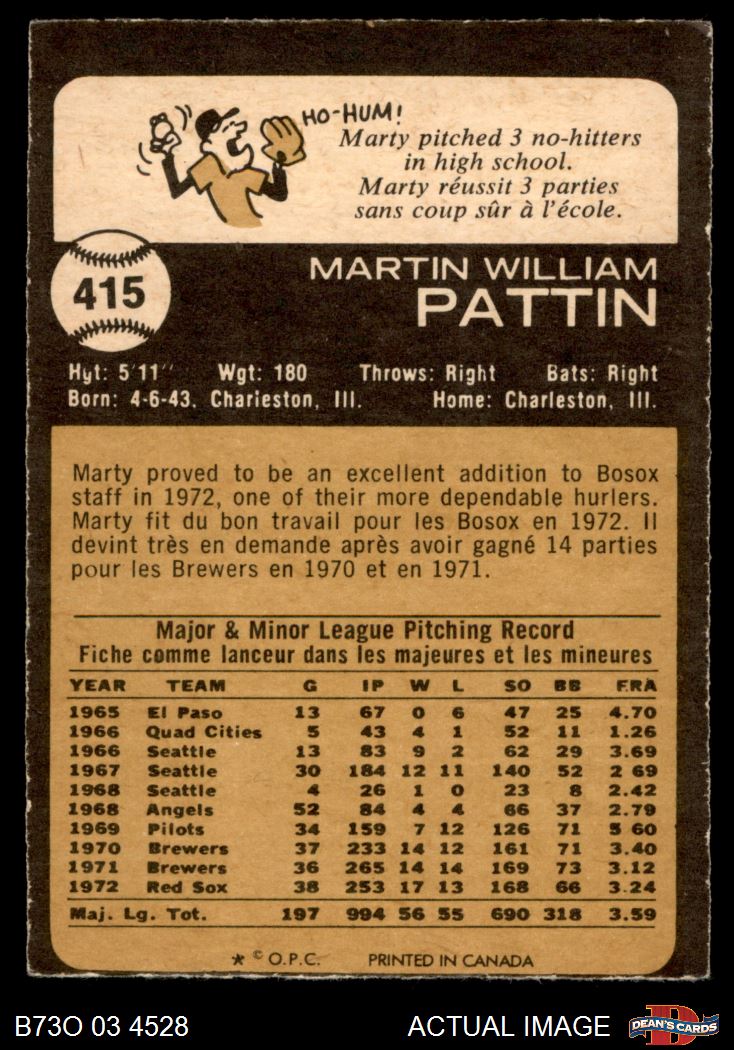 HO-HUM!
Marty pitched 3 no-hitters
in high school.
Marty réussit 3 parties
sans coup sûr à l'école.
415
MARTIN WILLIAM
PATTIN
Hgt: 5'11" Wgt: 180 Throws: Right Bats: Right
Born: 4-6-43, Charleston, Ill. Home: Charleston, Ill.
Marty proved to be an excellent addition to Bosox
staff in 1972, one of their more dependable hurlers.
Marty fit du bon travail pour les Bosox en 1972. Il
devint très en demande après avoir gagné 14 parties
pour les Brewers en 1970 et en 1971.
Major & Minor League Pitching Record
Fiche comme lanceur dans les majeures et les mineures
YEAR TEAM G IP W L SO BB ERA
1965 El Paso 13 67 0 6 47 25 4.70
1966 Quad Cities 5 43 4 1 52 11 1.26
1966 Seattle 13 83 9 2 62 29 3.69
1967 Seattle 30 184 12 11 140 52 2.69
1968 Seattle 4 26 1 0 23 8 2.42
1968 Angels 52 84 4 4 66 37 2.79
1969 Pilots 34 159 7 12 126 71 5.60
1970 Brewers 37 233 14 12 161 71 3.40
1971 Brewers 36 265 14 14 169 73 3.12
1972 Red Sox 38 253 17 13 168 66 3.24
Maj. Lg. Tot. 197 994 56 55 690 318 3.59
* © O.P.C. PRINTED IN CANADA
B73O 03 4528 ACTUAL IMAGE D DEAN'S CARDS